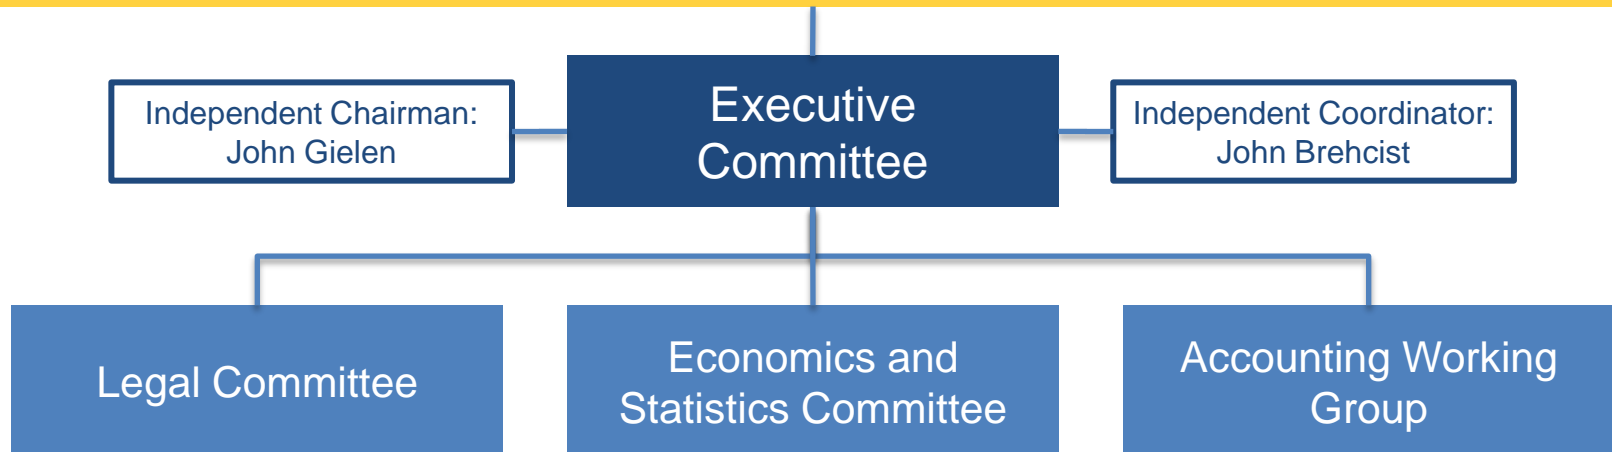 Executive
Committee
Independent Chairman:
John Gielen
Independent Coordinator:
John Brehcist
Legal Committee
Economics and
Statistics Committee
Accounting Working
Group